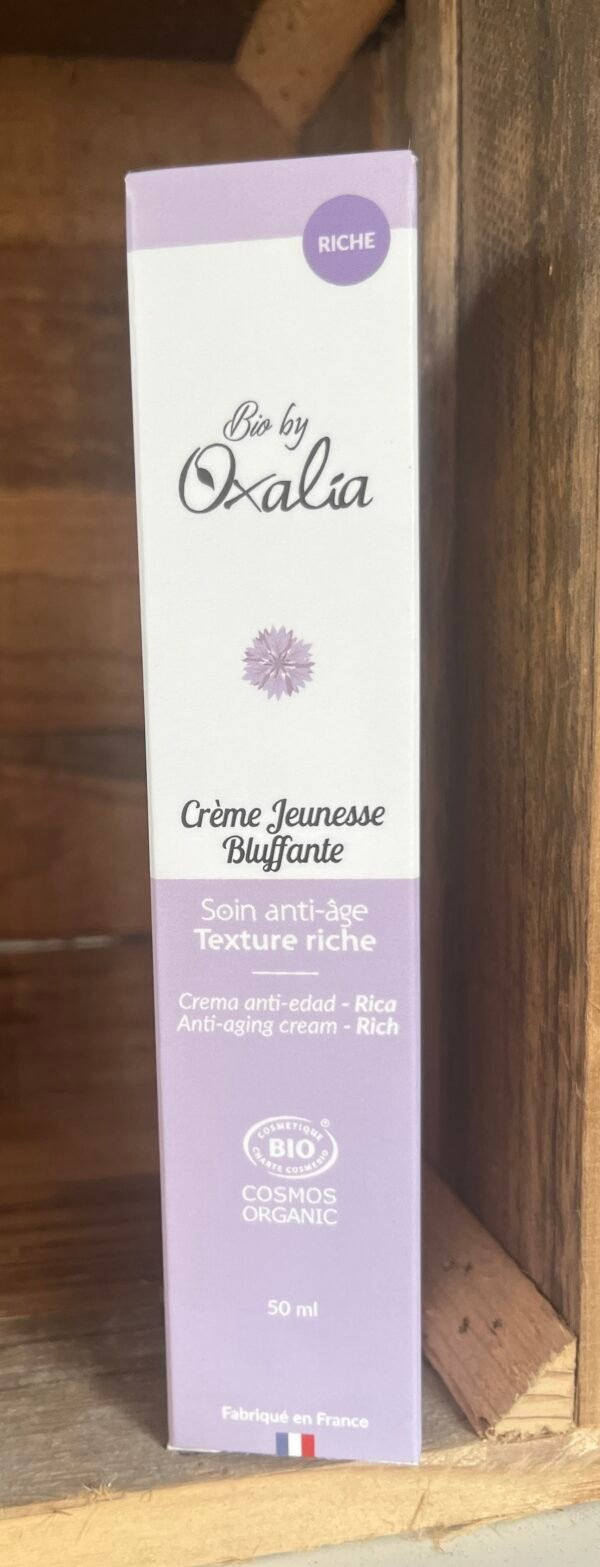 RICHE
Bio by
Oxalia
Crème Jeunesse
Bluffante
Soin anti-âge
Texture riche
Crema anti-edad - Rica
Anti-aging cream - Rich
COSMETIQUE
BIO
CHARTE COSMEBIO
®
COSMOS
ORGANIC
50 ml
Fabriqué en France